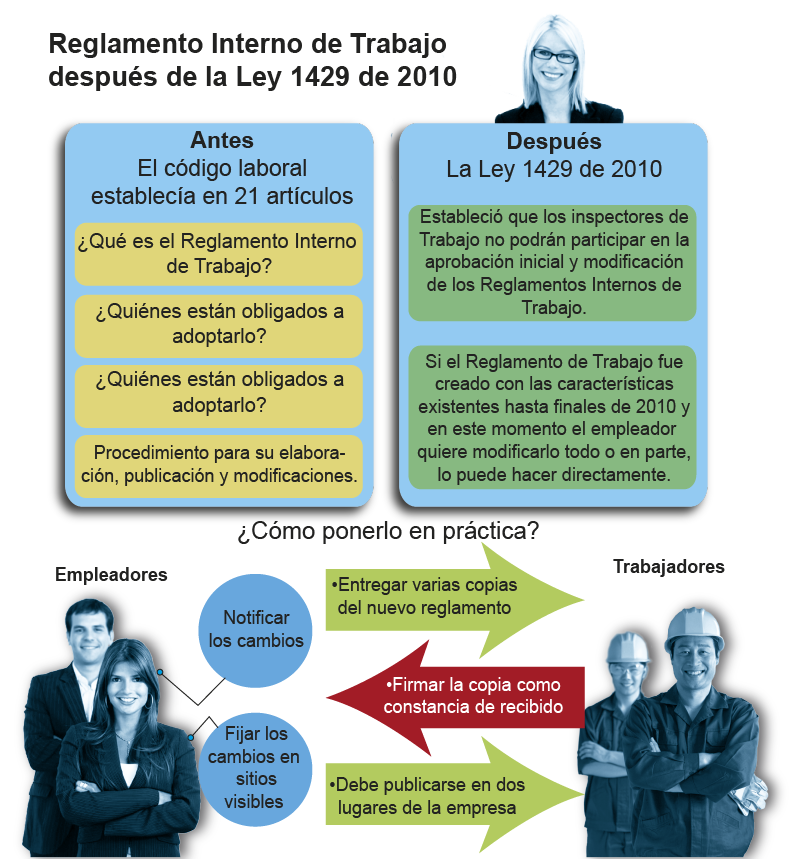 Reglamento Interno de Trabajo
después de la Ley 1429 de 2010
Antes
El código laboral
establecía en 21 artículos
¿Qué es el Reglamento Interno
de Trabajo?
¿Quiénes están obligados a
adoptarlo?
¿Quiénes están obligados a
adoptarlo?
Procedimiento para su elabora-
ción, publicación y modificaciones.
Después
La Ley 1429 de 2010
Estableció que los inspectores de
Trabajo no podrán participar en la
aprobación inicial y modificación
de los Reglamentos Internos de
Trabajo.
Si el Reglamento de Trabajo fue
creado con las características
existentes hasta finales de 2010 y
en este momento el empleador
quiere modificarlo todo o en parte,
lo puede hacer directamente.
¿Cómo ponerlo en práctica?
Empleadores
Notificar
los cambios
Fijar los
cambios en
sitios
visibles
•Entregar varias copias
del nuevo reglamento
•Firmar la copia como
constancia de recibido
•Debe publicarse en dos
lugares de la empresa
Trabajadores